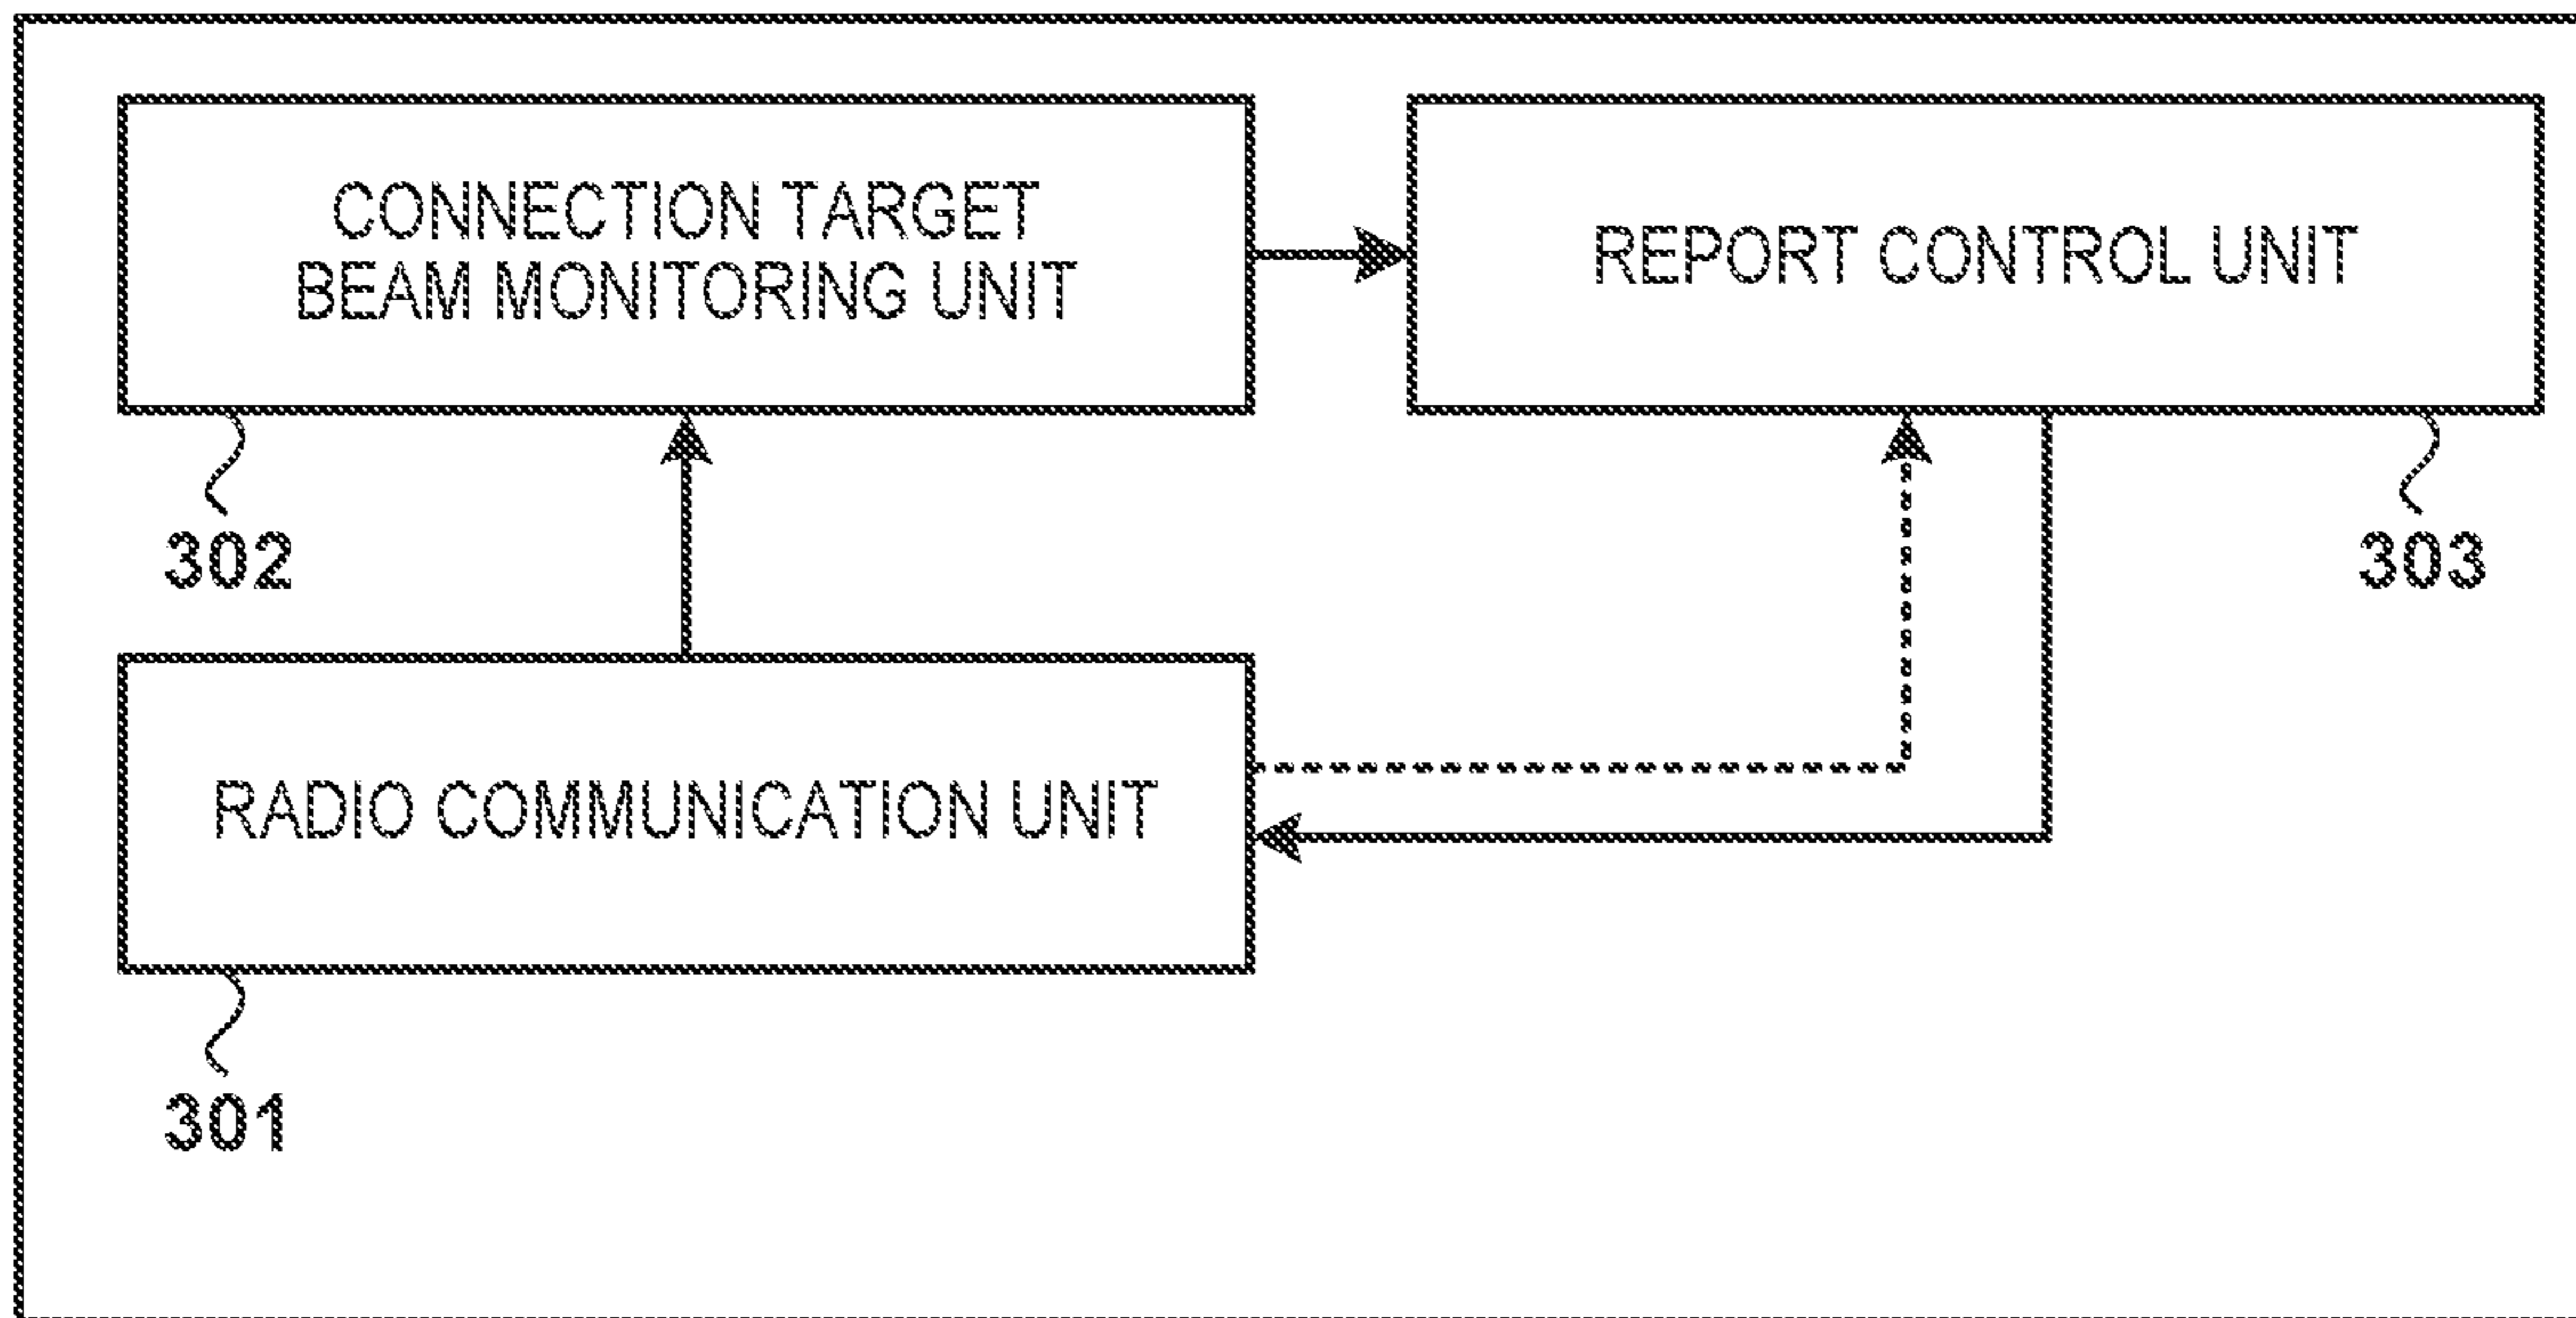 CONNECTION TARGET
BEAM MONITORING UNIT
REPORT CONTROL UNIT
302
303
RADIO COMMUNICATION UNIT
301